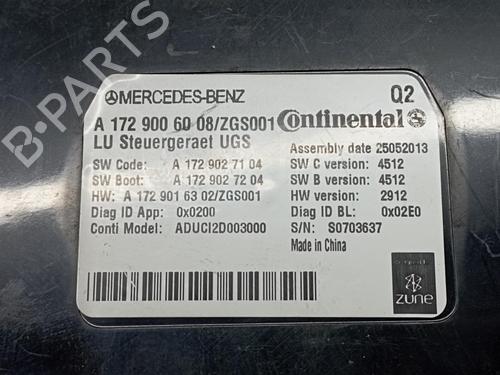 MERCEDES-BENZ Q2
A 172 900 60 08/ZGS001 Continental
LU Steuergeraet UGS Assembly date 25052013
SW Code: A 172 902 71 04 SW C version: 4512
SW Boot: A 172 902 72 04 SW B version: 4512
HW: A 172 901 63 02/ZGS001 HW version: 2912
Diag ID App: 0x0200 Diag ID BL: 0x02E0
Conti Model: ADUCI2D003000 S/N: S0703637
Made in China
zune
B-PARTS